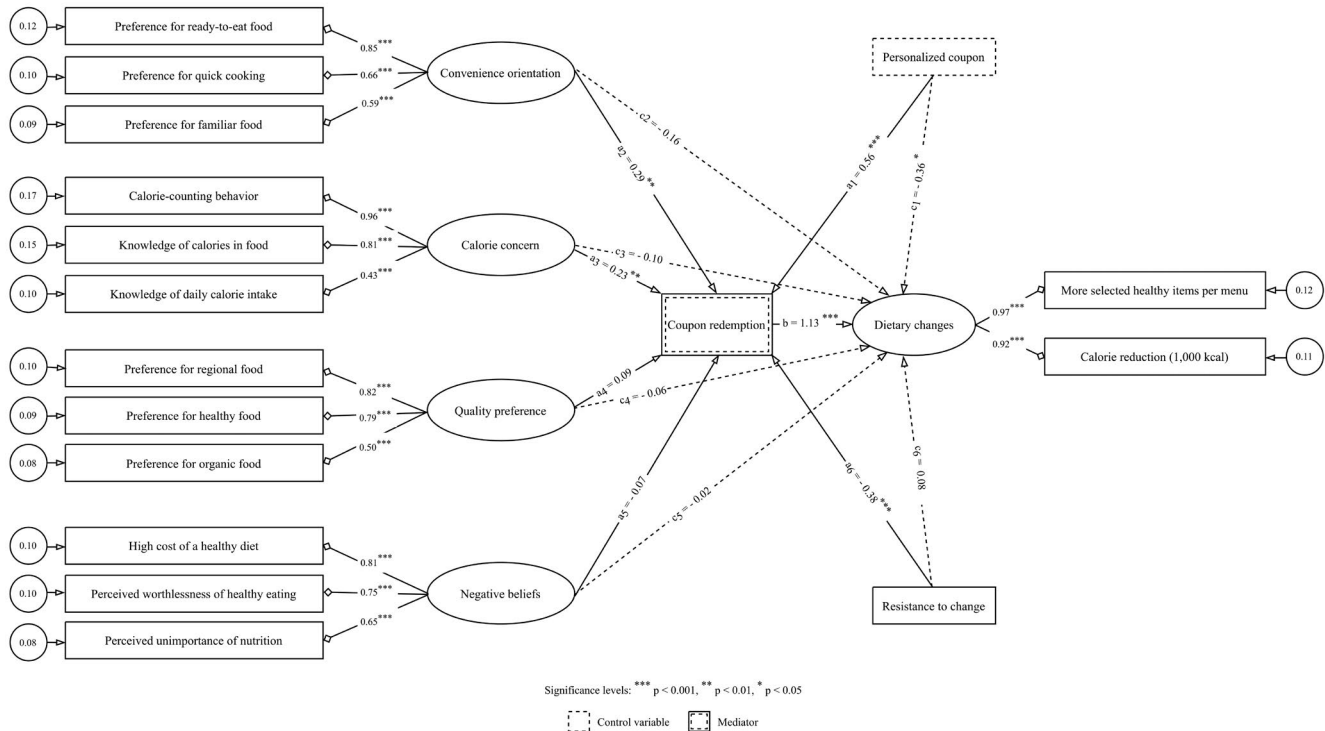 0.12
Preference for ready-to-eat food
0.85***
0.10
Preference for quick cooking
0.66***
0.09
Preference for familiar food
0.59***
Convenience orientation
0.17
Calorie-counting behavior
0.96***
0.15
Knowledge of calories in food
0.81***
0.10
Knowledge of daily calorie intake
0.43***
Calorie concern
0.10
Preference for regional food
0.82***
0.09
Preference for healthy food
0.79***
0.08
Preference for organic food
0.50***
Quality preference
0.10
High cost of a healthy diet
0.81***
0.10
Perceived worthlessness of healthy eating
0.75***
0.08
Perceived unimportance of nutrition
0.65***
Negative beliefs
Personalized coupon
c2 = - 0.16
a2 = 0.29 **
a1 = 0.56 ***
c1 = - 0.36 *
c3 = - 0.10
a3 = 0.23 **
Coupon redemption
b = 1.13 ***
Dietary changes
a4 = 0.09
c4 = - 0.06
a5 = - 0.07
c5 = - 0.02
a6 = - 0.38 ***
c6 = 0.08
Resistance to change
0.97***
More selected healthy items per menu
0.12
0.92***
Calorie reduction (1,000 kcal)
0.11
Significance levels: *** p < 0.001, ** p < 0.01, * p < 0.05
Control variable
Mediator